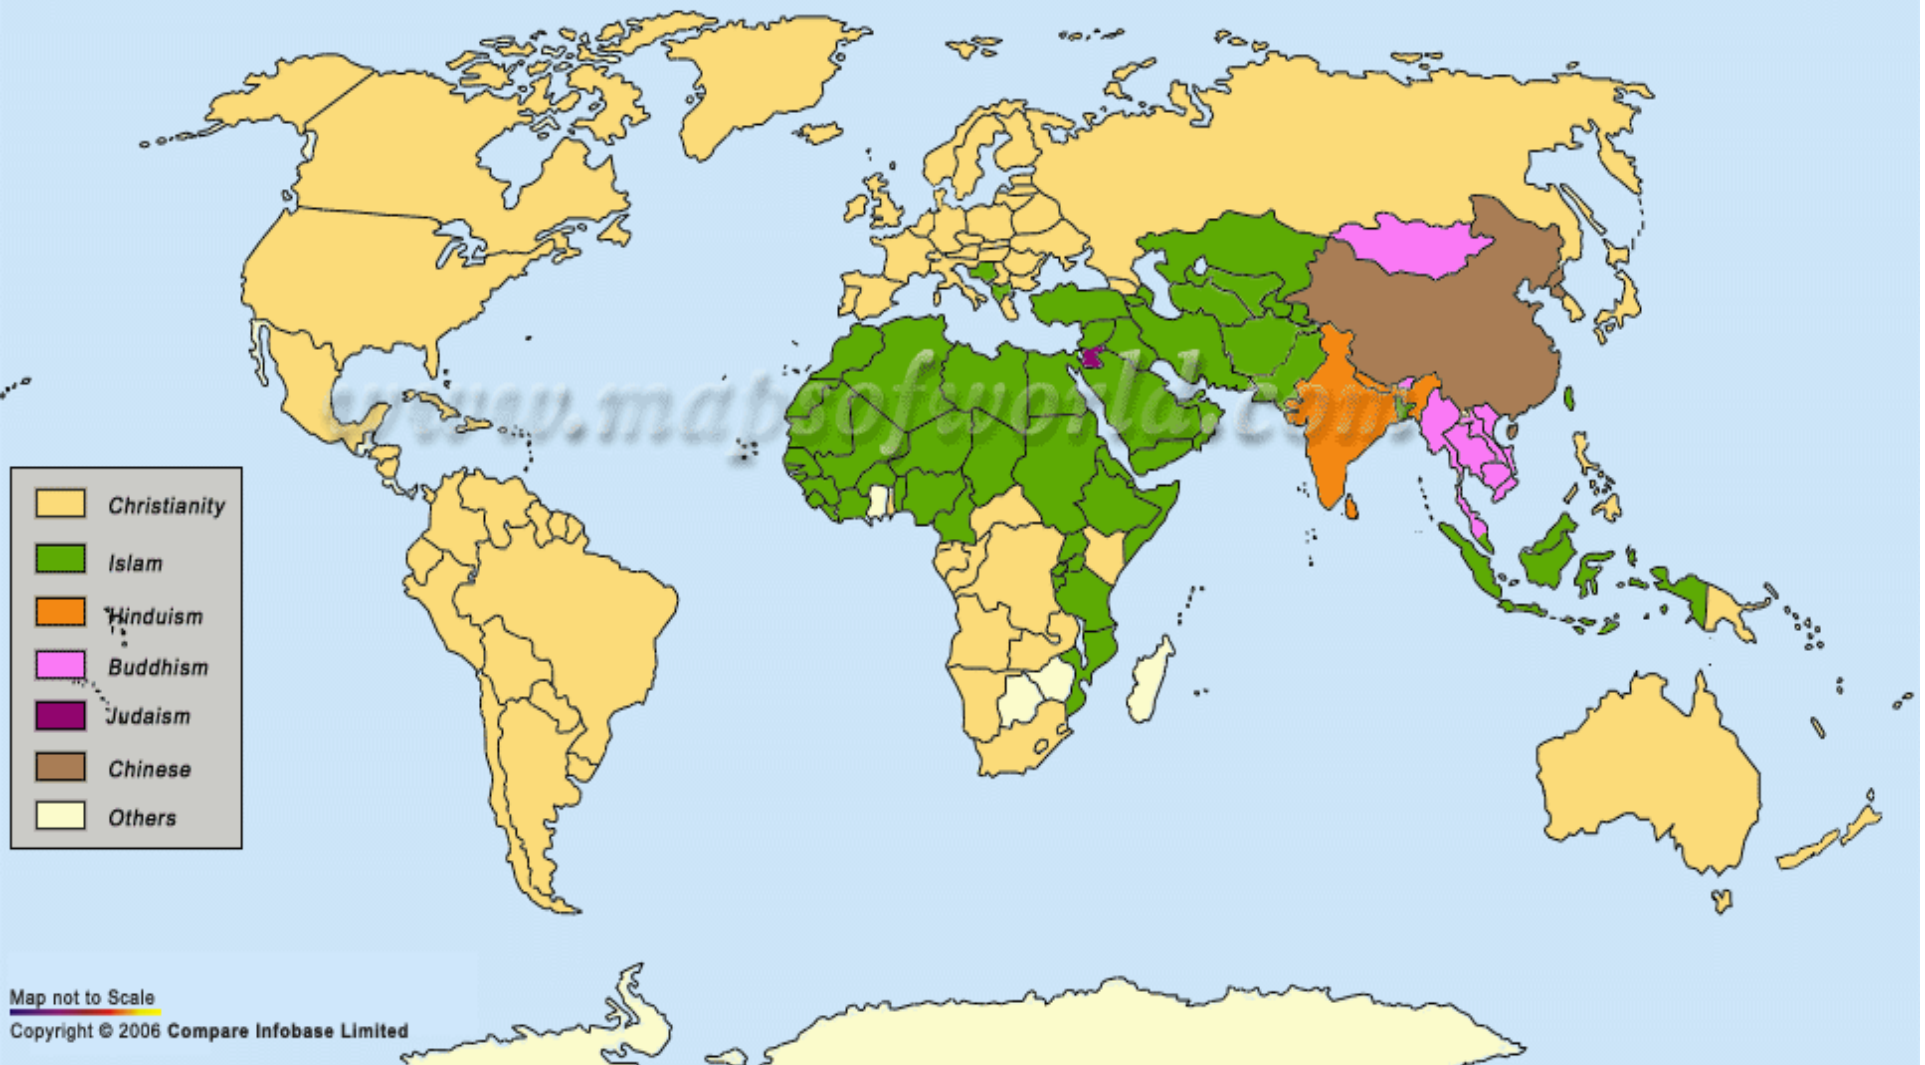 www.mapsofworld.com
Christianity
Islam
Hinduism
Buddhism
Judaism
Chinese
Others
Map not to Scale
Copyright © 2006 Compare Infobase Limited